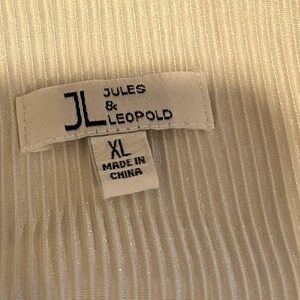 JL JULES
&
LEOPOLD
XL
MADE IN
CHINA